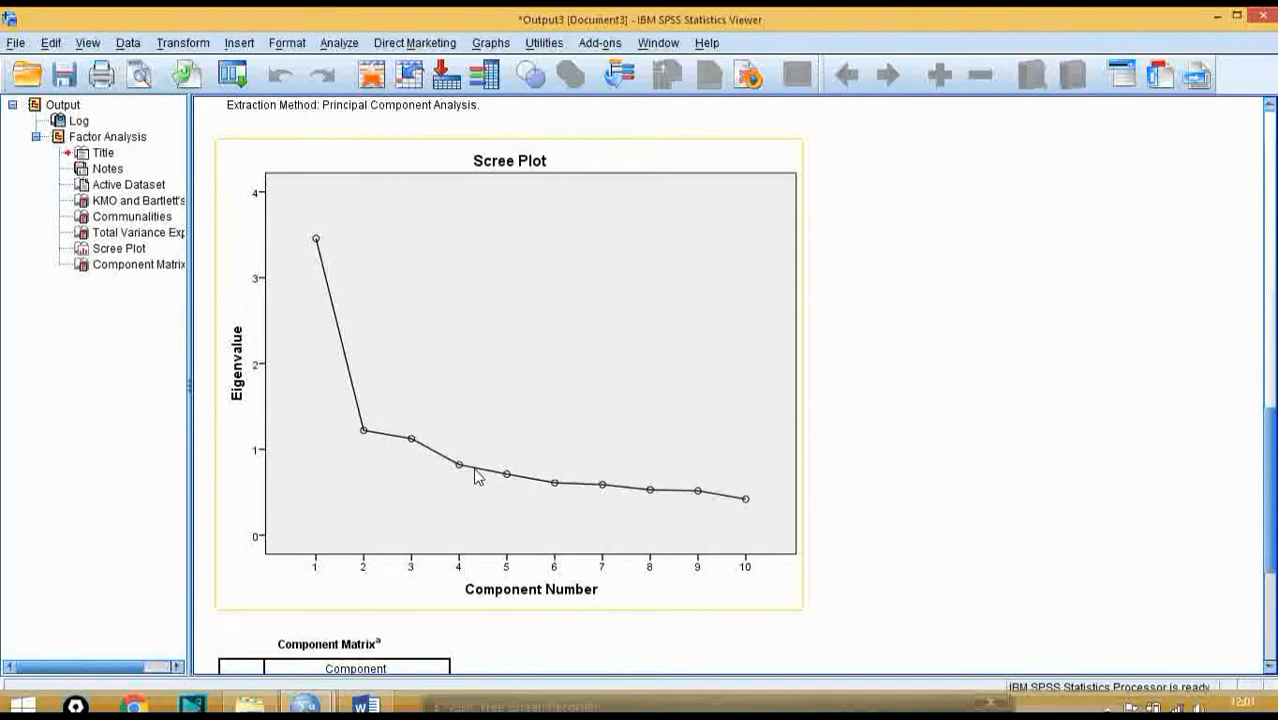 *Output3 [Document3] - IBM SPSS Statistics Viewer
File Edit View Data Transform Insert Format Analyze Direct Marketing Graphs Utilities Add-ons Window Help
Output
Log
Factor Analysis
Title
Notes
Active Dataset
KMO and Bartlett's
Communalities
Total Variance Exp
Scree Plot
Component Matrix
Extraction Method: Principal Component Analysis.
Scree Plot
4
3
2
1
0
Eigenvalue
1 2 3 4 5 6 7 8 9 10
Component Number
Component Matrixa
Component
IBM SPSS Statistics Processor is ready
12:01